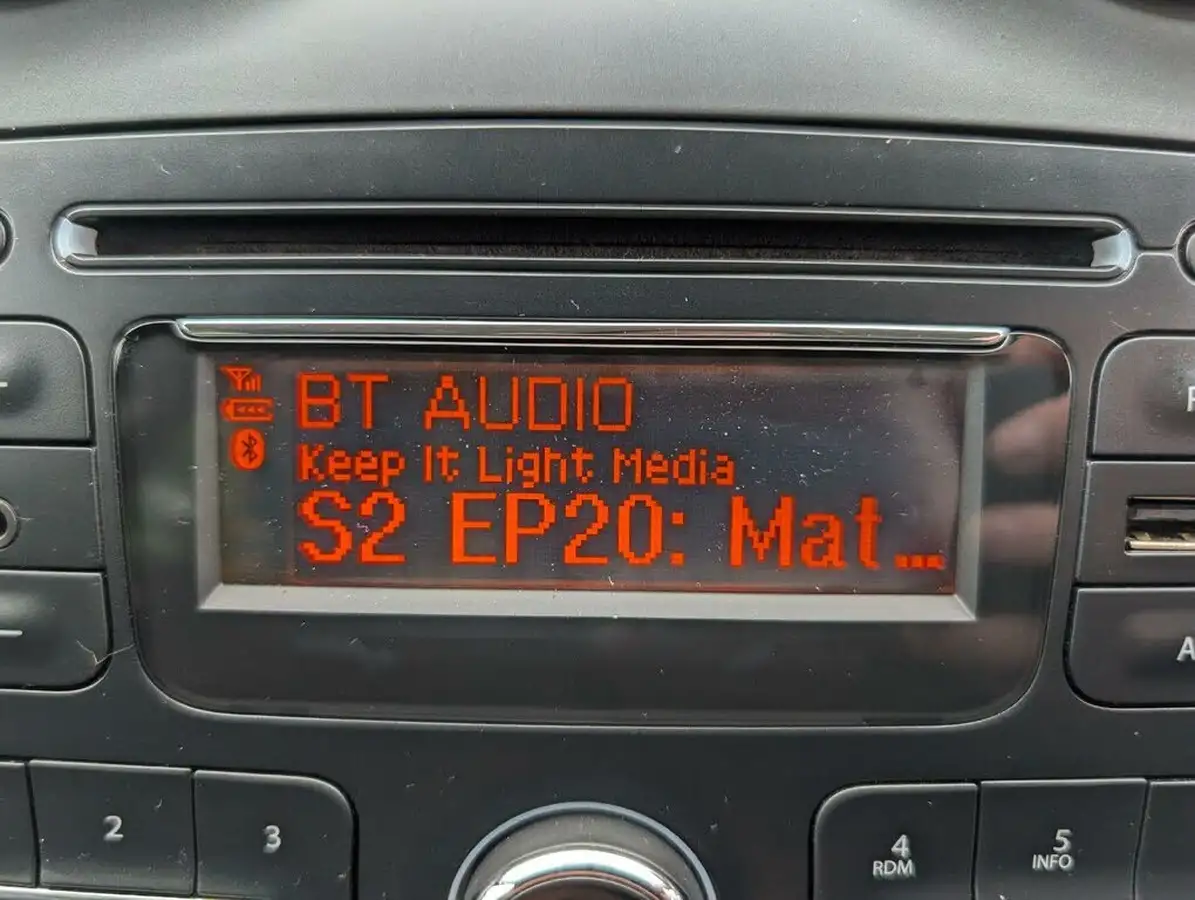 BT AUDIO
Keep It Light Media
S2 EP20: Mat...
2
3
4
RDM
5
INFO
A